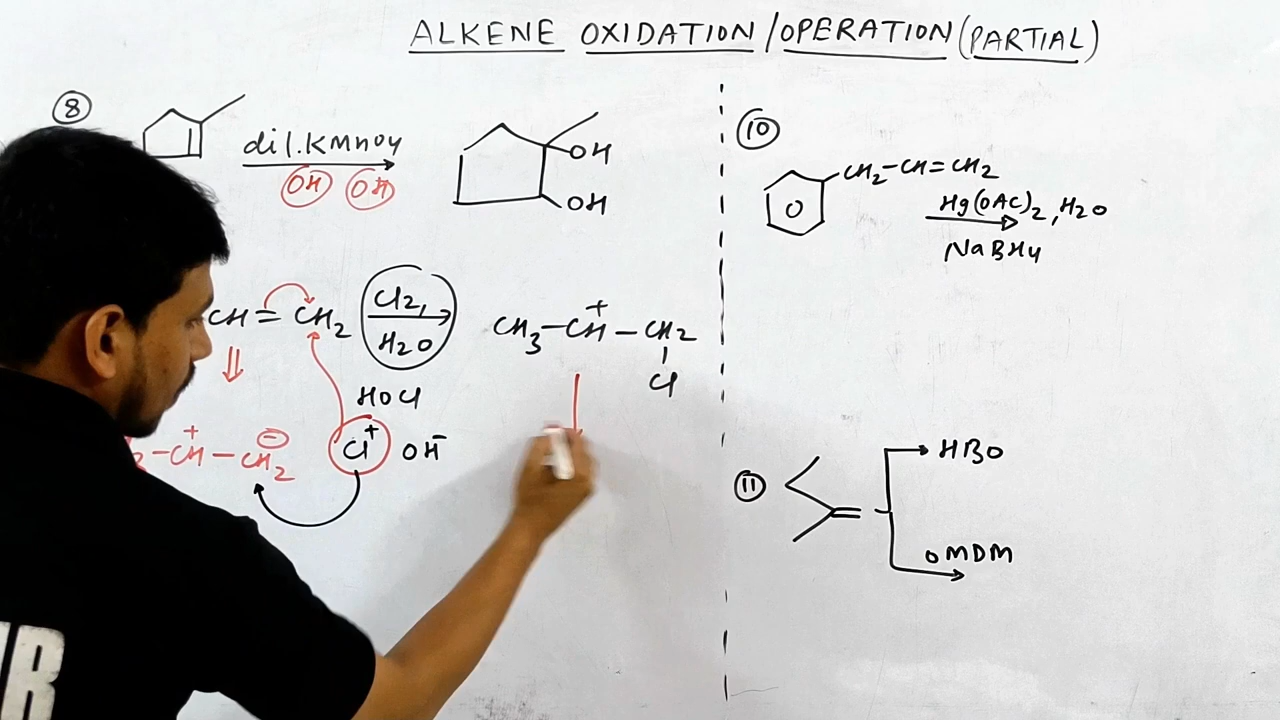 ALKENE OXIDATION/OPERATION(PARTIAL)
8
dil.KMnO4
OH OH
OH
OH
CH=CH2
Cl2,
H2O
HOCl
Cl+ OH-
+ -
2-CH-CH2
+
CH3-CH-CH2
Cl
10
CH2-CH=CH2
O
Hg(OAC)2,H2O
NaBH4
11
HBO
OMDM
R